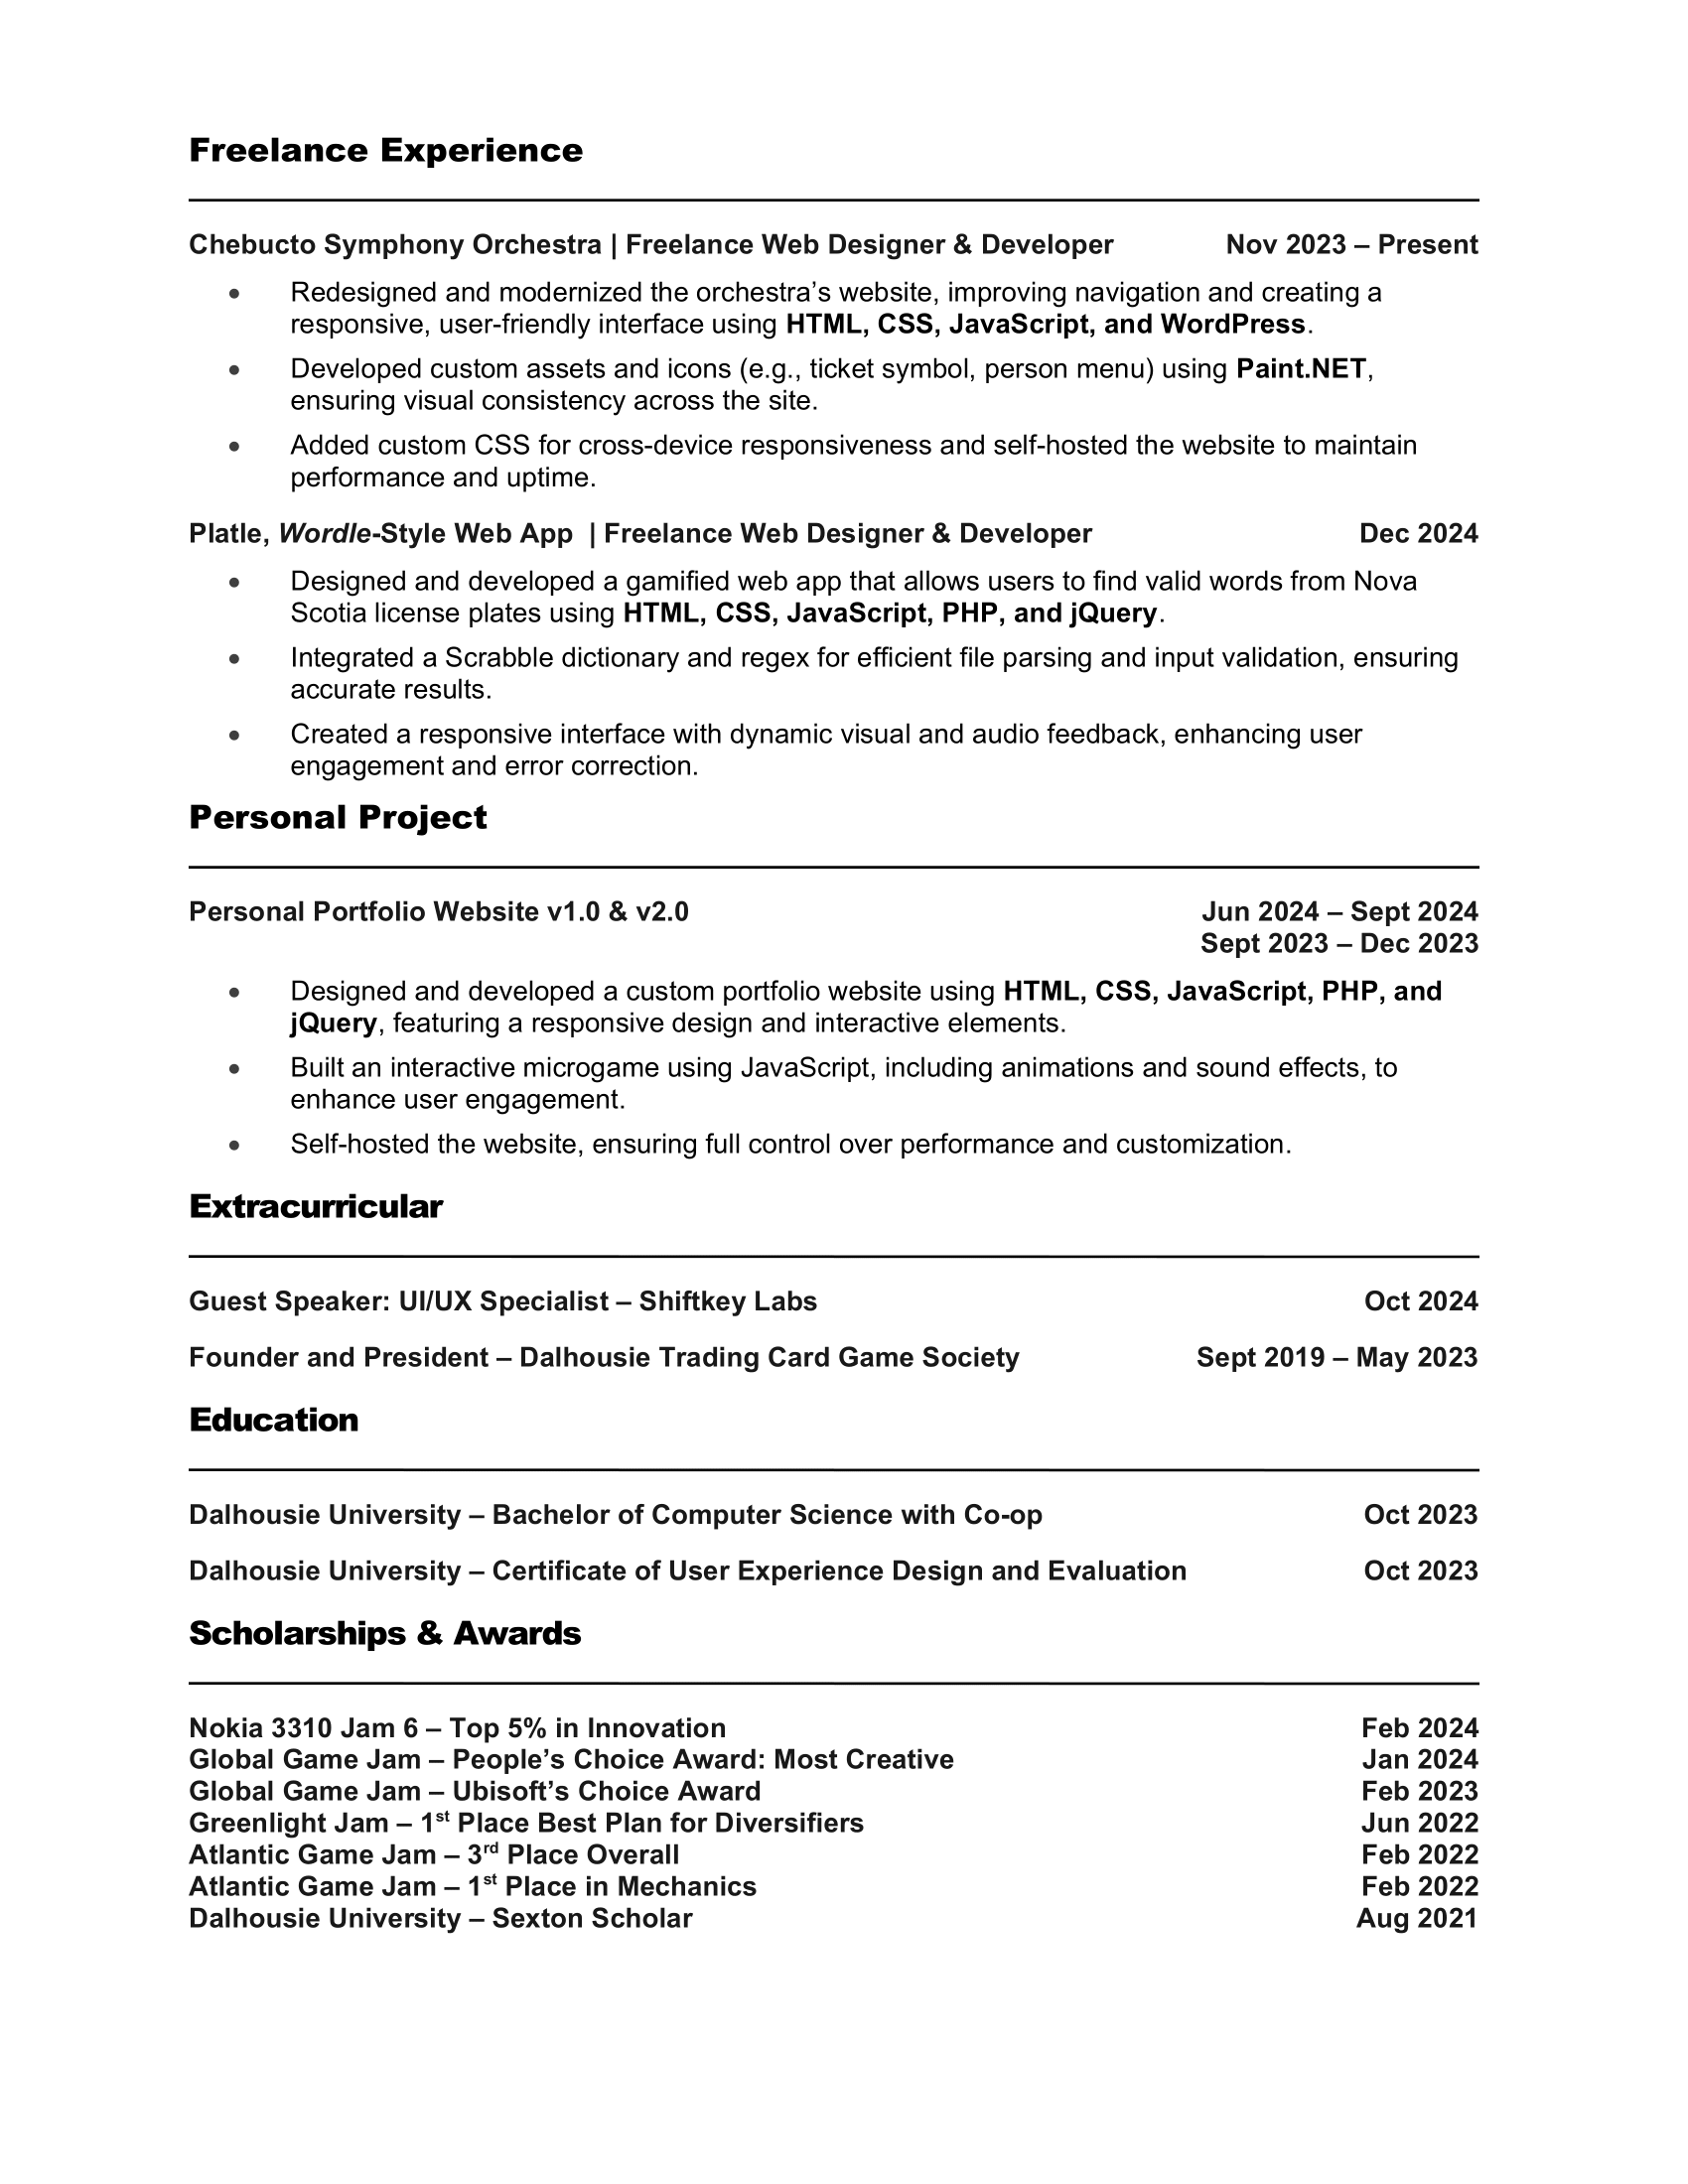 Freelance Experience
Chebucto Symphony Orchestra | Freelance Web Designer & Developer Nov 2023 – Present
• Redesigned and modernized the orchestra’s website, improving navigation and creating a
responsive, user-friendly interface using HTML, CSS, JavaScript, and WordPress.
• Developed custom assets and icons (e.g., ticket symbol, person menu) using Paint.NET,
ensuring visual consistency across the site.
• Added custom CSS for cross-device responsiveness and self-hosted the website to maintain
performance and uptime.
Platle, Wordle-Style Web App | Freelance Web Designer & Developer Dec 2024
• Designed and developed a gamified web app that allows users to find valid words from Nova
Scotia license plates using HTML, CSS, JavaScript, PHP, and jQuery.
• Integrated a Scrabble dictionary and regex for efficient file parsing and input validation, ensuring
accurate results.
• Created a responsive interface with dynamic visual and audio feedback, enhancing user
engagement and error correction.
Personal Project
Personal Portfolio Website v1.0 & v2.0 Jun 2024 – Sept 2024
Sept 2023 – Dec 2023
• Designed and developed a custom portfolio website using HTML, CSS, JavaScript, PHP, and
jQuery, featuring a responsive design and interactive elements.
• Built an interactive microgame using JavaScript, including animations and sound effects, to
enhance user engagement.
• Self-hosted the website, ensuring full control over performance and customization.
Extracurricular
Guest Speaker: UI/UX Specialist – Shiftkey Labs Oct 2024
Founder and President – Dalhousie Trading Card Game Society Sept 2019 – May 2023
Education
Dalhousie University – Bachelor of Computer Science with Co-op Oct 2023
Dalhousie University – Certificate of User Experience Design and Evaluation Oct 2023
Scholarships & Awards
Nokia 3310 Jam 6 – Top 5% in Innovation Feb 2024
Global Game Jam – People’s Choice Award: Most Creative Jan 2024
Global Game Jam – Ubisoft’s Choice Award Feb 2023
Greenlight Jam – 1st Place Best Plan for Diversifiers Jun 2022
Atlantic Game Jam – 3rd Place Overall Feb 2022
Atlantic Game Jam – 1st Place in Mechanics Feb 2022
Dalhousie University – Sexton Scholar Aug 2021